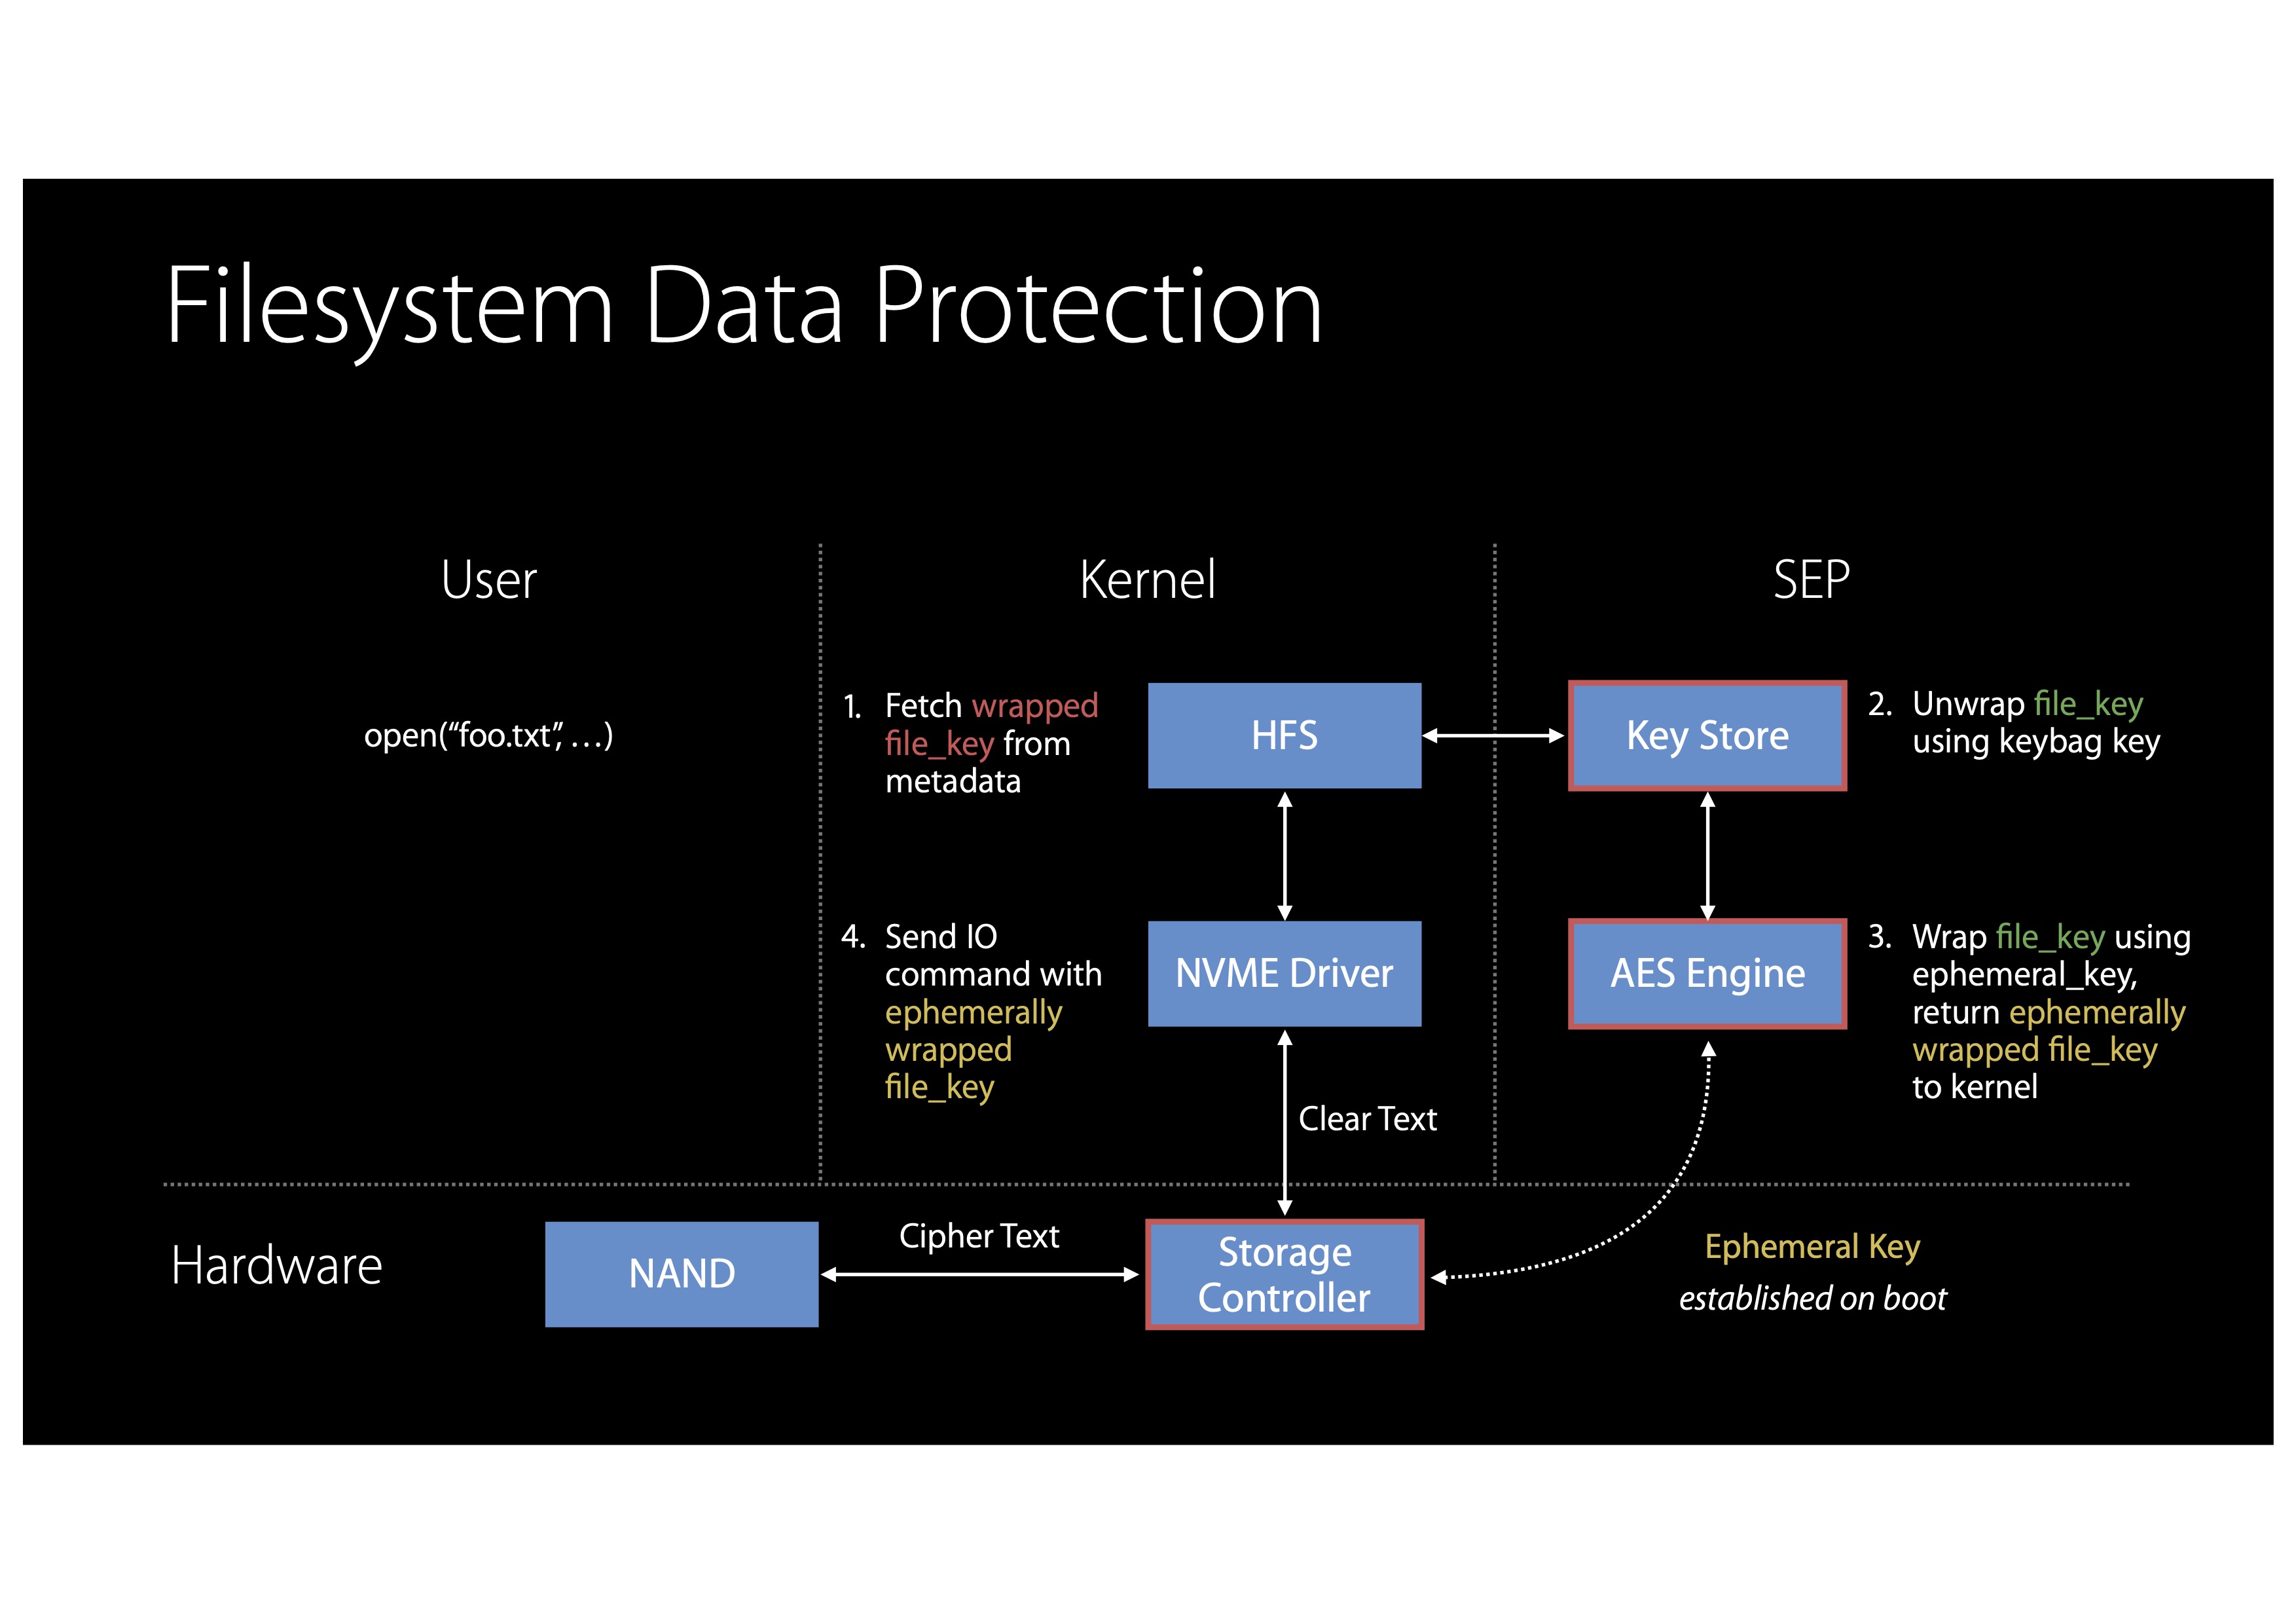 Filesystem Data Protection
User
Kernel
SEP
open(“foo.txt”, …)
1. Fetch wrapped
file_key from
metadata
HFS
Key Store
2. Unwrap file_key
using keybag key
4. Send IO
command with
ephemerally
wrapped
file_key
NVME Driver
AES Engine
3. Wrap file_key using
ephemeral_key,
return ephemerally
wrapped file_key
to kernel
Clear Text
Hardware
NAND
Cipher Text
Storage
Controller
Ephemeral Key
established on boot